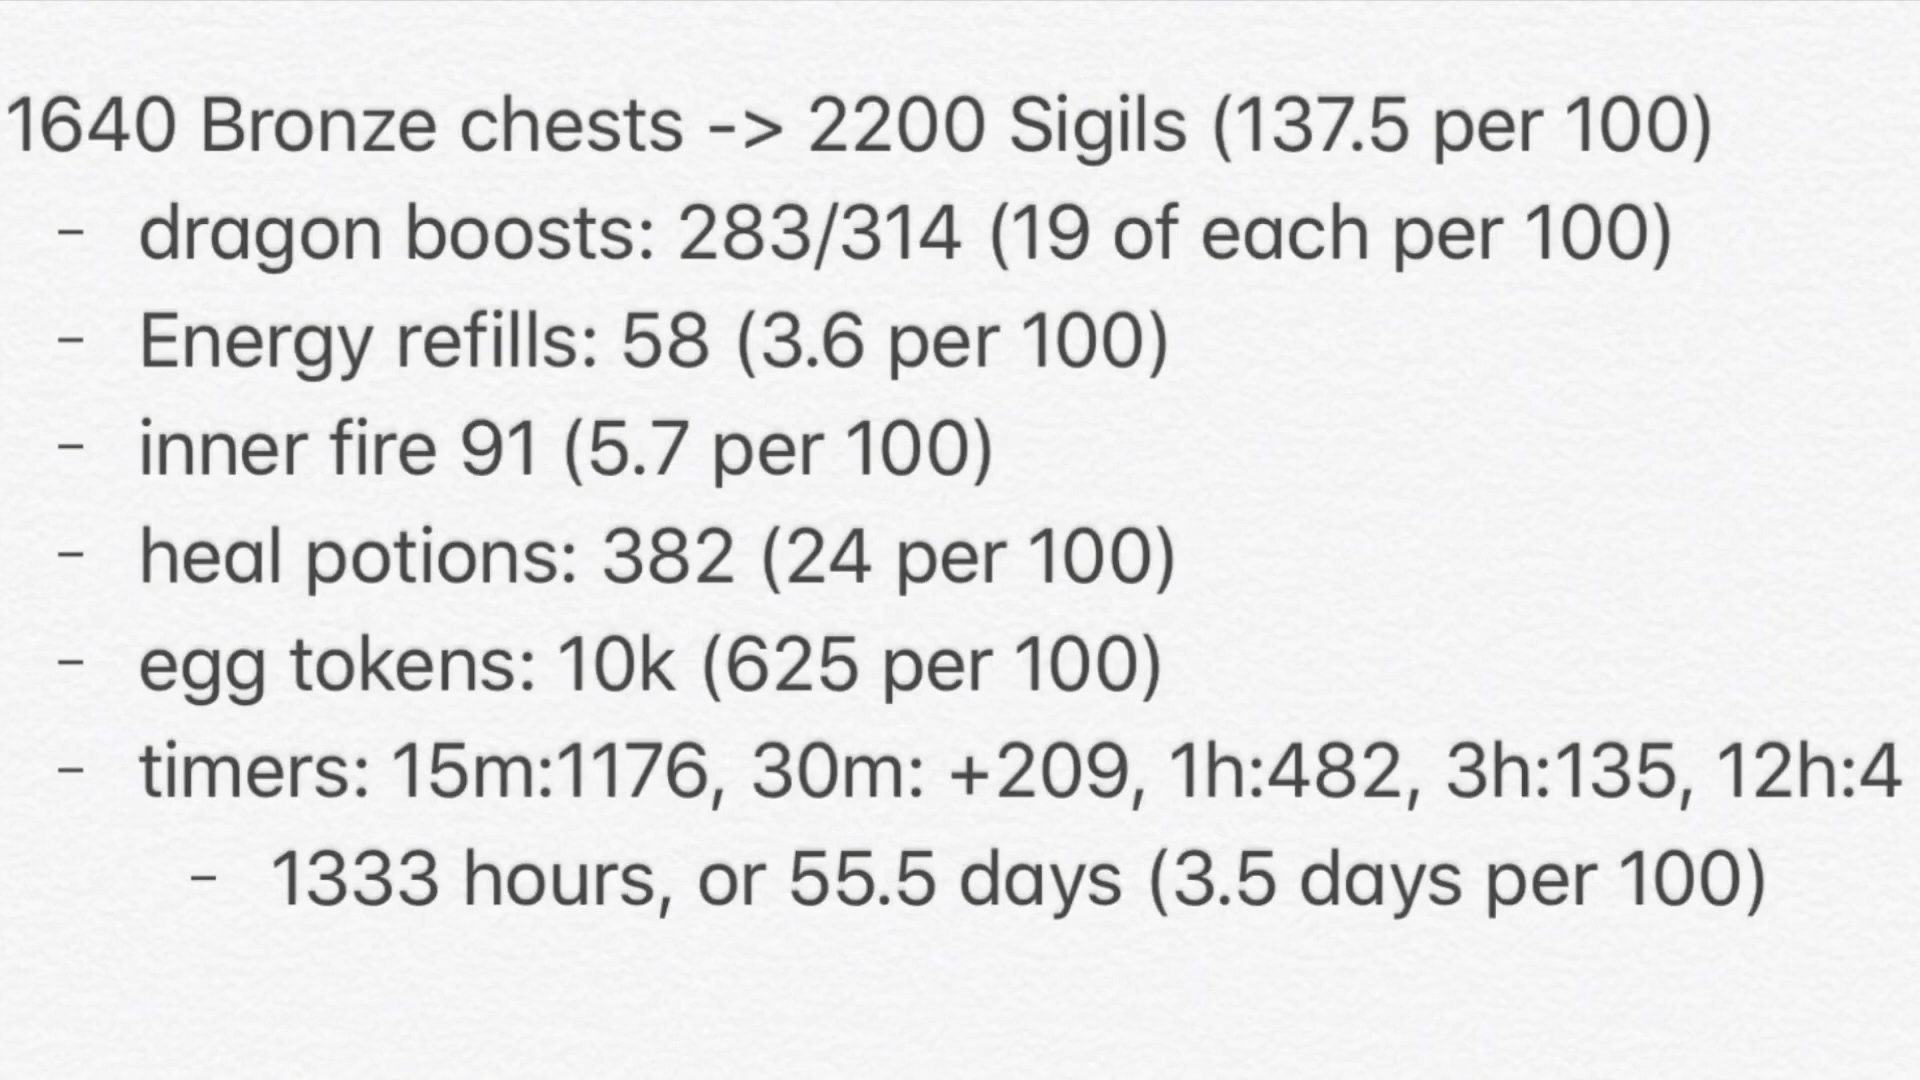 1640 Bronze chests -> 2200 Sigils (137.5 per 100)
- dragon boosts: 283/314 (19 of each per 100)
- Energy refills: 58 (3.6 per 100)
- inner fire 91 (5.7 per 100)
- heal potions: 382 (24 per 100)
- egg tokens: 10k (625 per 100)
- timers: 15m:1176, 30m: +209, 1h:482, 3h:135, 12h:4
- 1333 hours, or 55.5 days (3.5 days per 100)